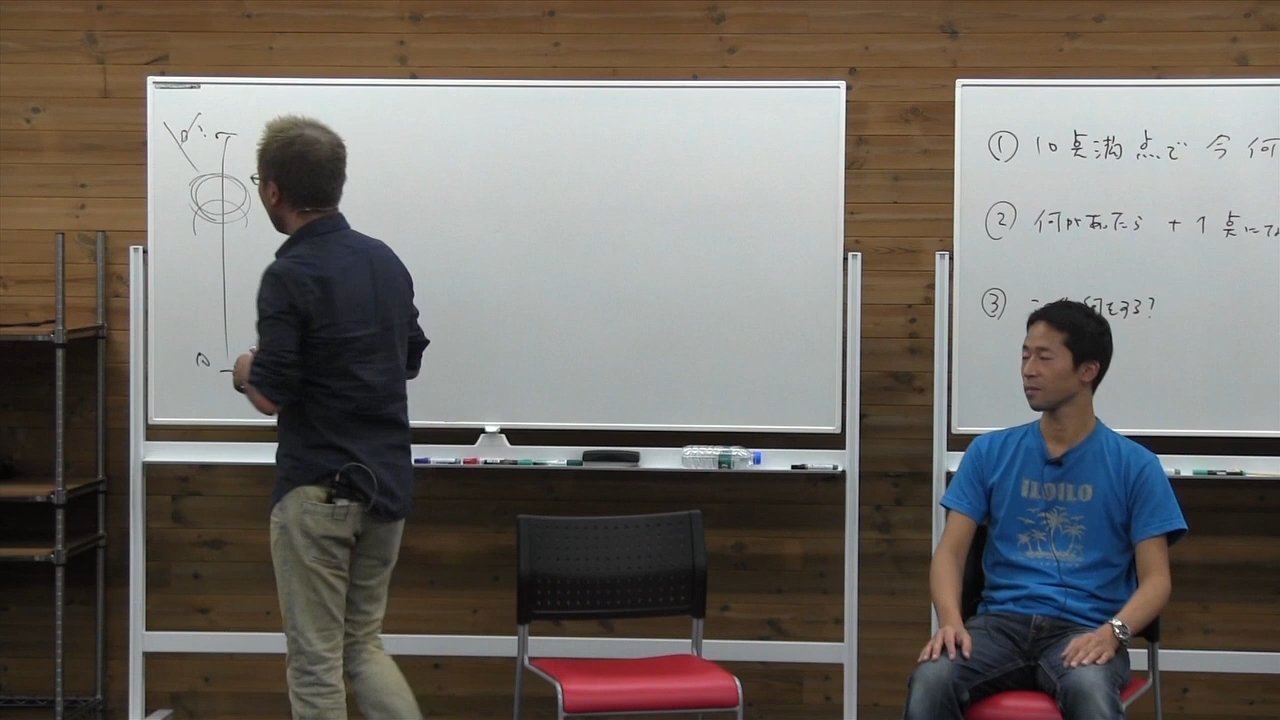 ① 10点満点で 今 何
② 何があったら +1点にな
③ 何をする?
ILOILO